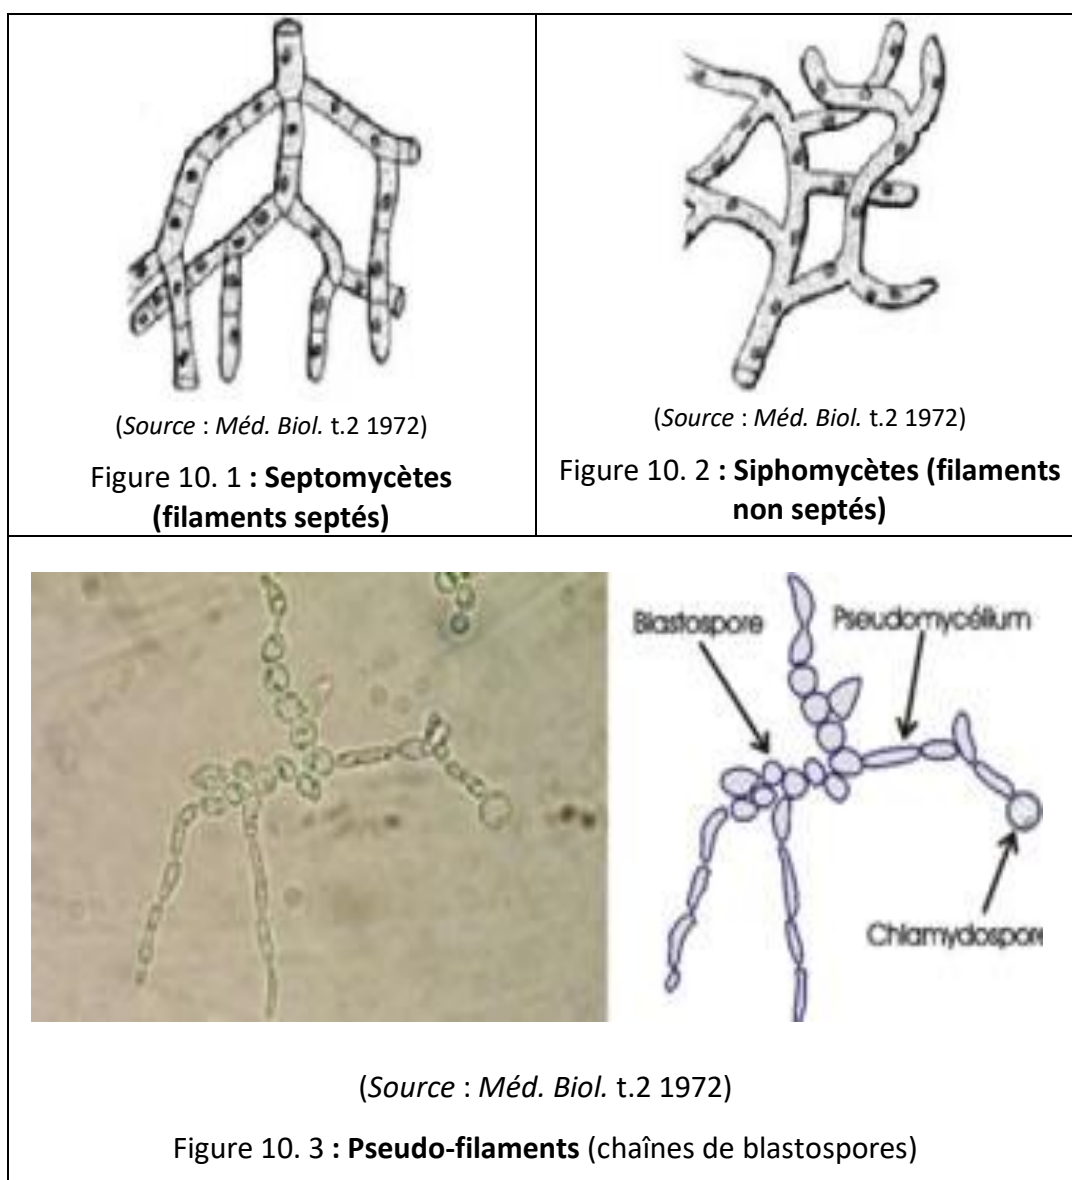 (Source : Méd. Biol. t.2 1972)
Figure 10. 1 : Septomycètes
(filaments septés)
(Source : Méd. Biol. t.2 1972)
Figure 10. 2 : Siphomycètes (filaments
non septés)
Blastospore
Pseudomycélium
Chlamydospore
(Source : Méd. Biol. t.2 1972)
Figure 10. 3 : Pseudo-filaments (chaînes de blastospores)